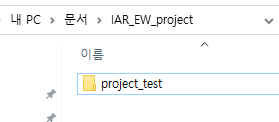 내 PC > 문서 > IAR_EW_project
이름
project_test